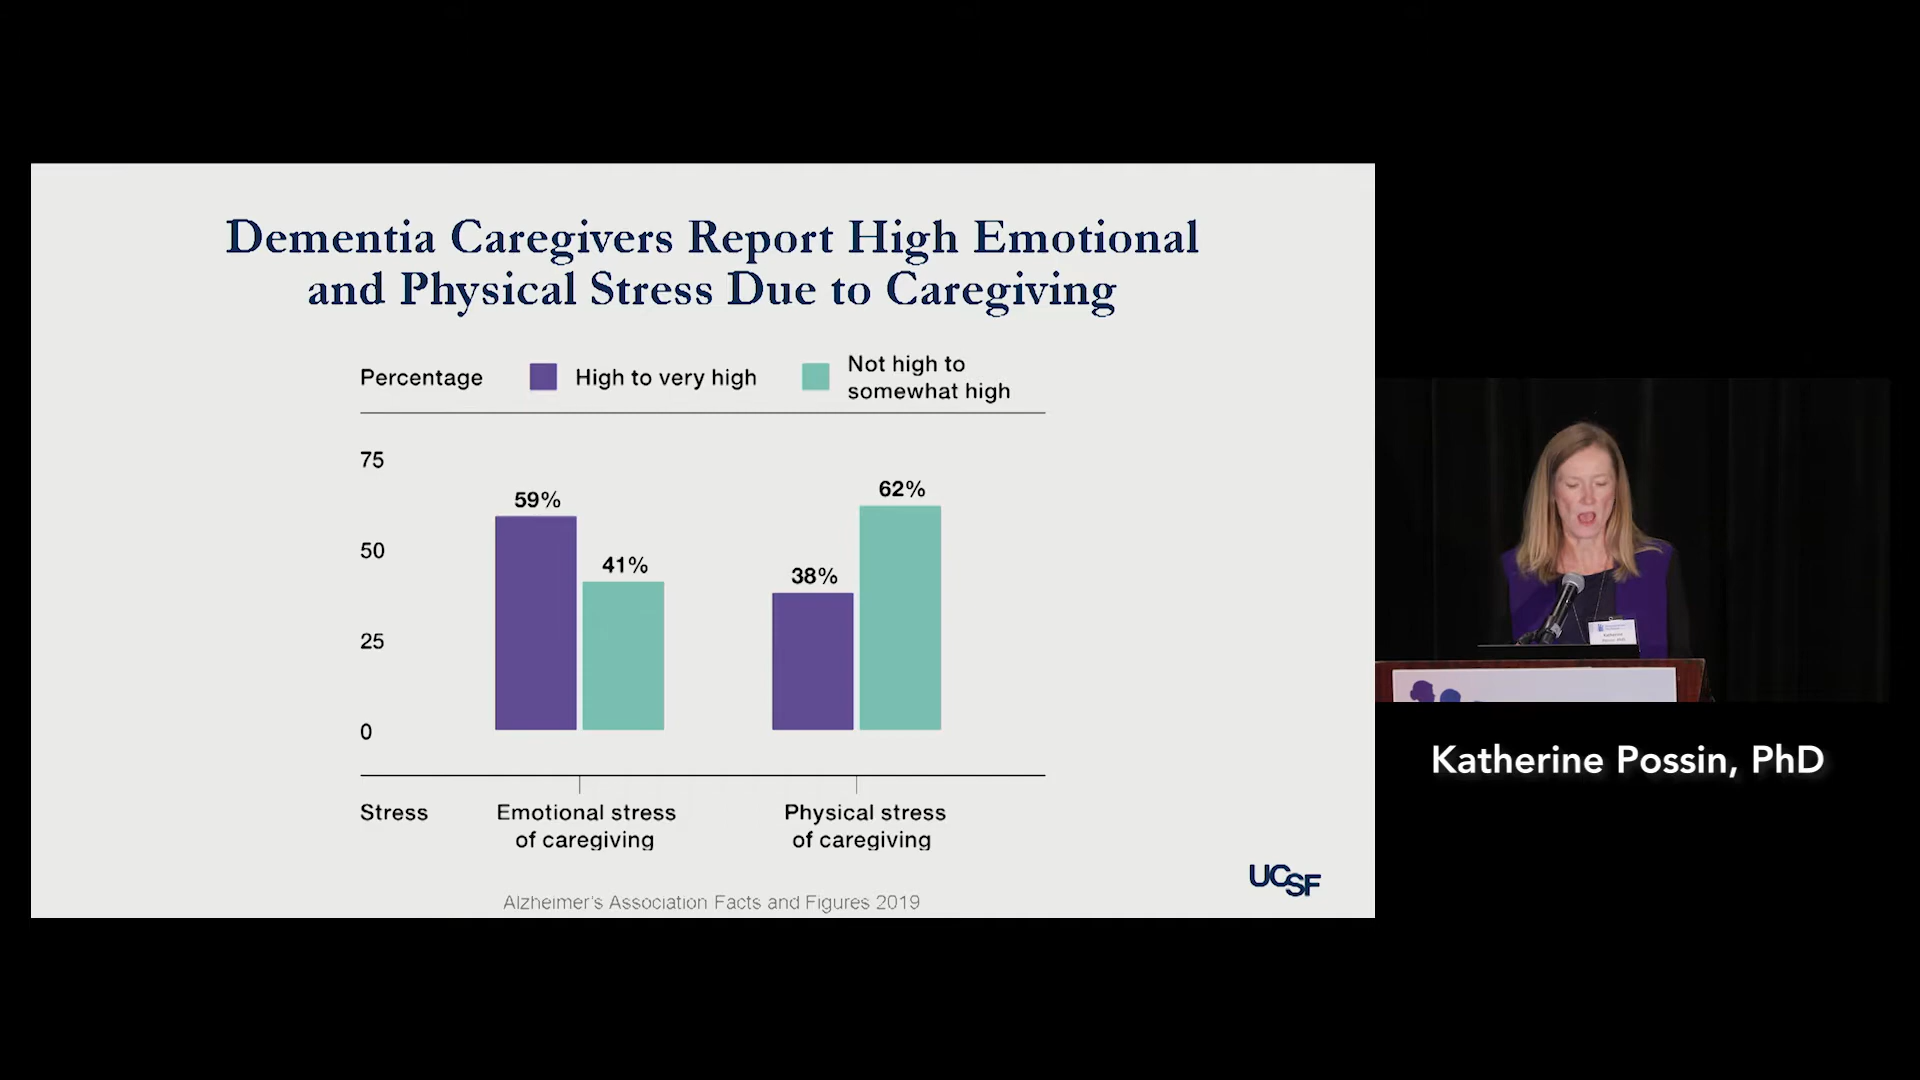 Dementia Caregivers Report High Emotional
and Physical Stress Due to Caregiving
Percentage
High to very high
Not high to
somewhat high
75
50
25
0
59%
41%
38%
62%
Stress
Emotional stress
of caregiving
Physical stress
of caregiving
Alzheimer's Association Facts and Figures 2019
UCSF
Katherine
Katherine Possin, PhD